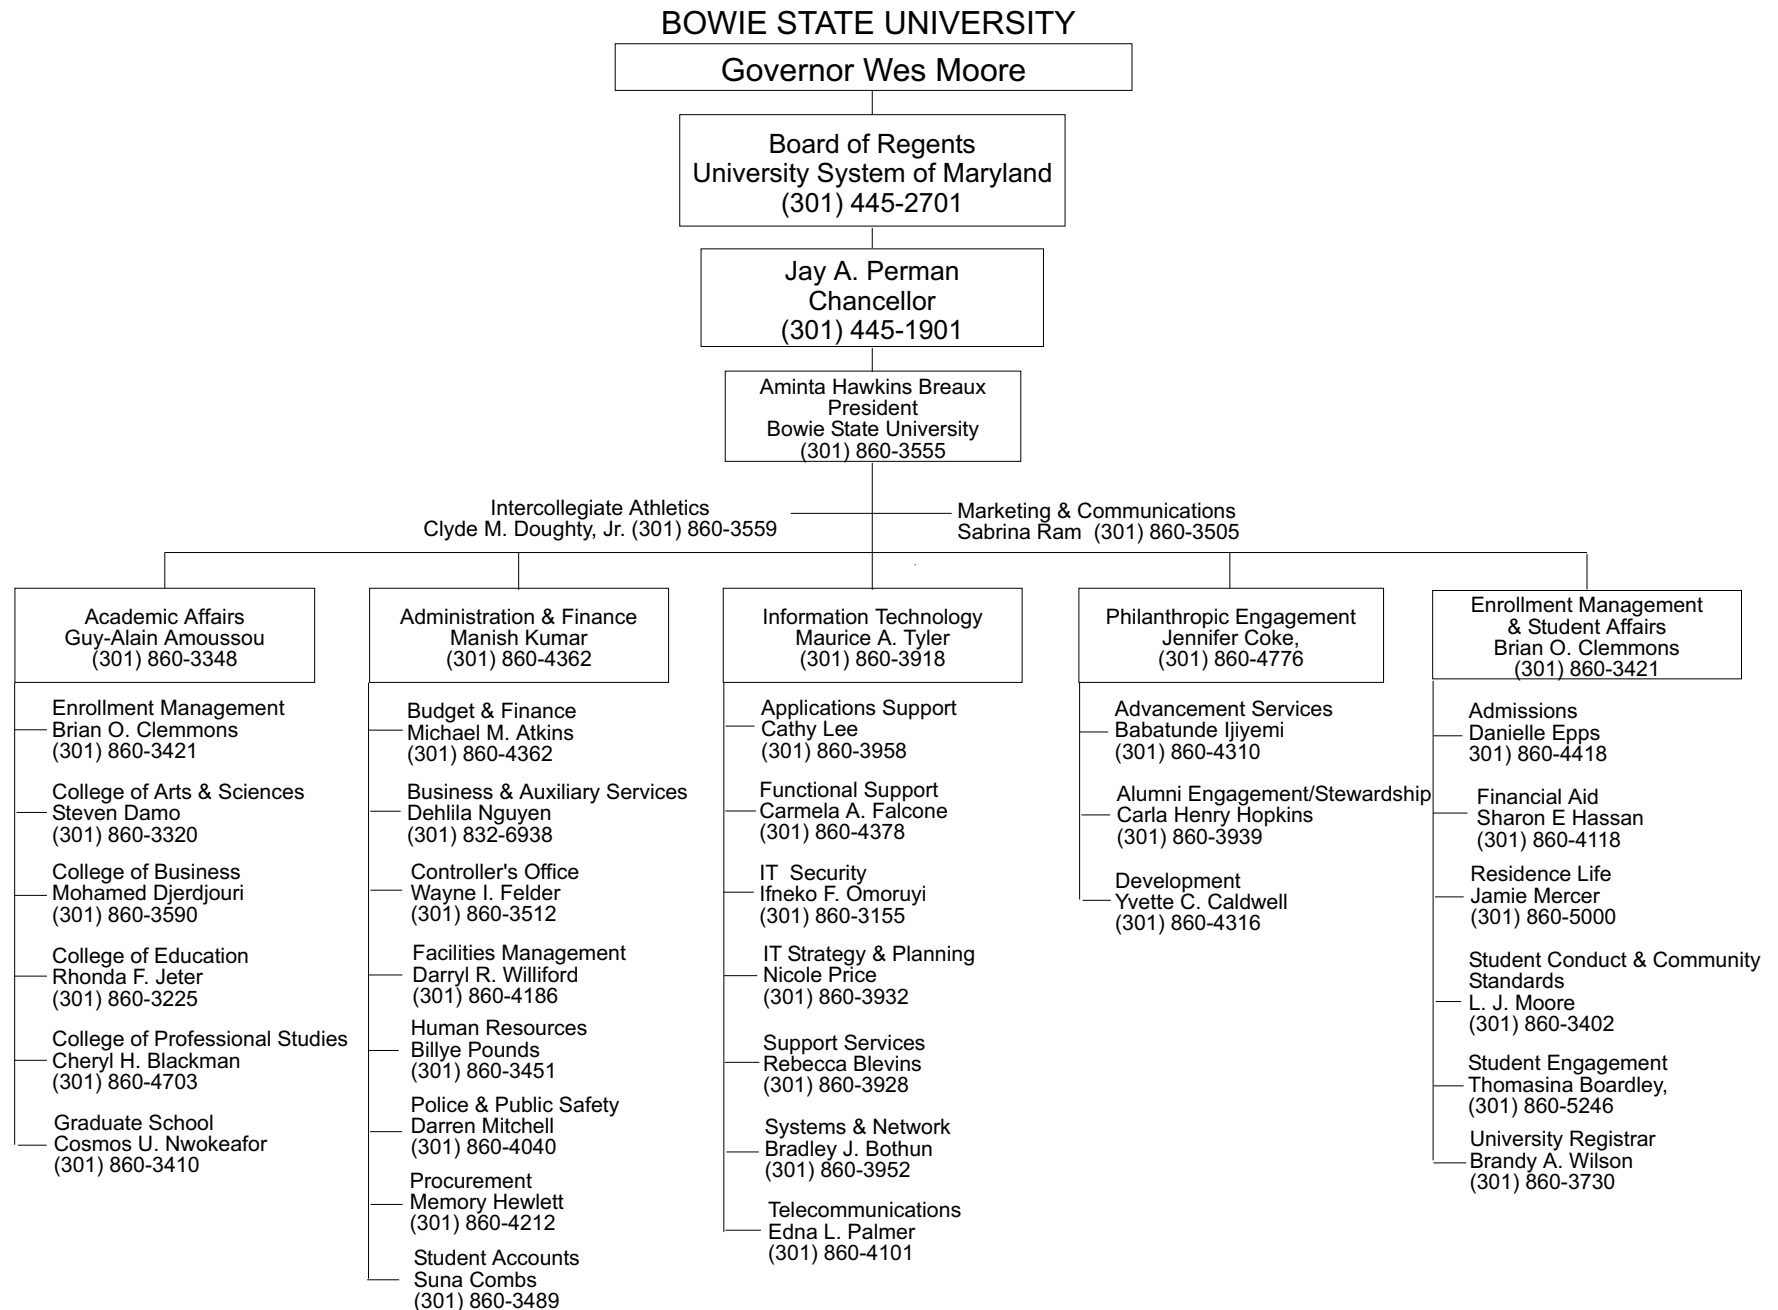 BOWIE STATE UNIVERSITY
Governor Wes Moore
Board of Regents
University System of Maryland
(301) 445-2701
Jay A. Perman
Chancellor
(301) 445-1901
Aminta Hawkins Breaux
President
Bowie State University
(301) 860-3555
Intercollegiate Athletics
Clyde M. Doughty, Jr. (301) 860-3559
Marketing & Communications
Sabrina Ram (301) 860-3505
Academic Affairs
Guy-Alain Amoussou
(301) 860-3348
Enrollment Management
Brian O. Clemmons
(301) 860-3421
College of Arts & Sciences
Steven Damo
(301) 860-3320
College of Business
Mohamed Djerdjouri
(301) 860-3590
College of Education
Rhonda F. Jeter
(301) 860-3225
College of Professional Studies
Cheryl H. Blackman
(301) 860-4703
Graduate School
Cosmos U. Nwokeafor
(301) 860-3410
Administration & Finance
Manish Kumar
(301) 860-4362
Budget & Finance
Michael M. Atkins
(301) 860-4362
Business & Auxiliary Services
Dehlila Nguyen
(301) 832-6938
Controller's Office
Wayne I. Felder
(301) 860-3512
Facilities Management
Darryl R. Williford
(301) 860-4186
Human Resources
Billye Pounds
(301) 860-3451
Police & Public Safety
Darren Mitchell
(301) 860-4040
Procurement
Memory Hewlett
(301) 860-4212
Student Accounts
Suna Combs
(301) 860-3489
Information Technology
Maurice A. Tyler
(301) 860-3918
Applications Support
Cathy Lee
(301) 860-3958
Functional Support
Carmela A. Falcone
(301) 860-4378
IT Security
Ifneko F. Omoruyi
(301) 860-3155
IT Strategy & Planning
Nicole Price
(301) 860-3932
Support Services
Rebecca Blevins
(301) 860-3928
Systems & Network
Bradley J. Bothun
(301) 860-3952
Telecommunications
Edna L. Palmer
(301) 860-4101
Philanthropic Engagement
Jennifer Coke,
(301) 860-4776
Advancement Services
Babatunde Ijiyemi
(301) 860-4310
Alumni Engagement/Stewardship
Carla Henry Hopkins
(301) 860-3939
Development
Yvette C. Caldwell
(301) 860-4316
Enrollment Management
& Student Affairs
Brian O. Clemmons
(301) 860-3421
Admissions
Danielle Epps
301) 860-4418
Financial Aid
Sharon E Hassan
(301) 860-4118
Residence Life
Jamie Mercer
(301) 860-5000
Student Conduct & Community
Standards
L. J. Moore
(301) 860-3402
Student Engagement
Thomasina Boardley,
(301) 860-5246
University Registrar
Brandy A. Wilson
(301) 860-3730